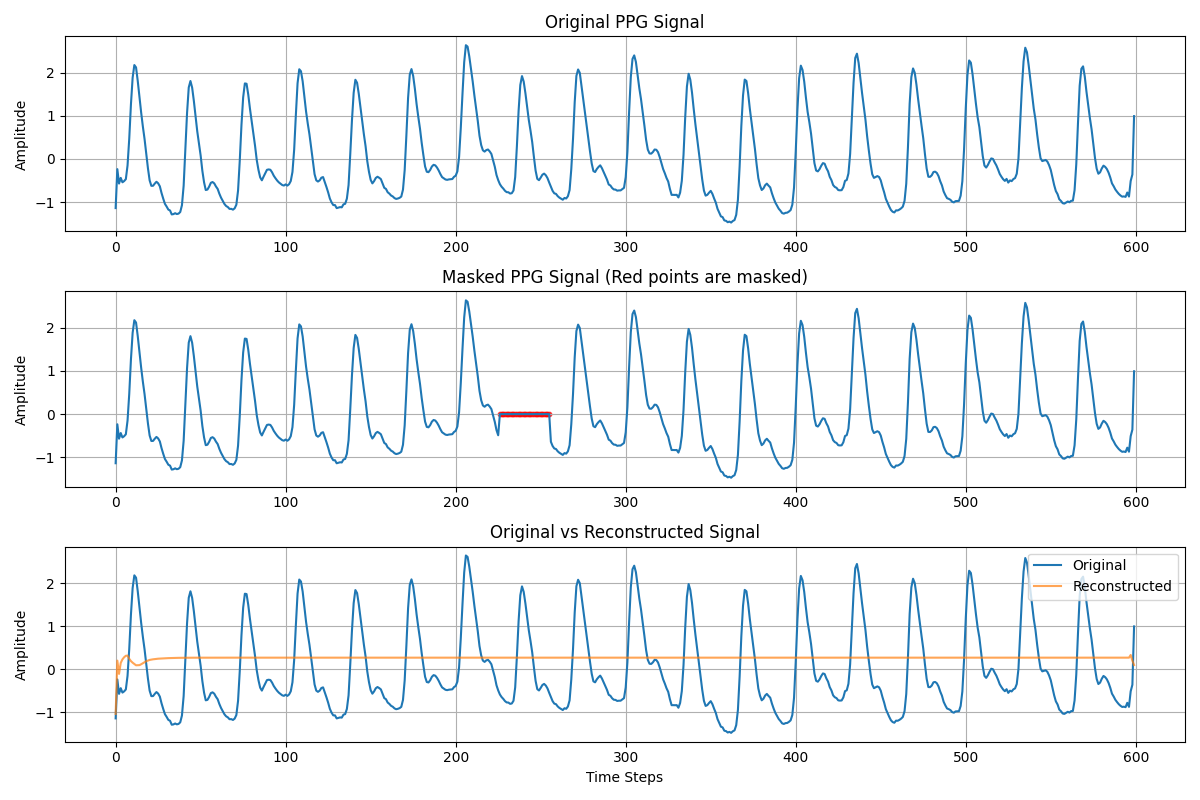 Original PPG Signal
Amplitude
2
1
0
−1
0 100 200 300 400 500 600
Masked PPG Signal (Red points are masked)
Amplitude
2
1
0
−1
0 100 200 300 400 500 600
Original vs Reconstructed Signal
Amplitude
2
1
0
−1
Original
Reconstructed
0 100 200 300 400 500 600
Time Steps